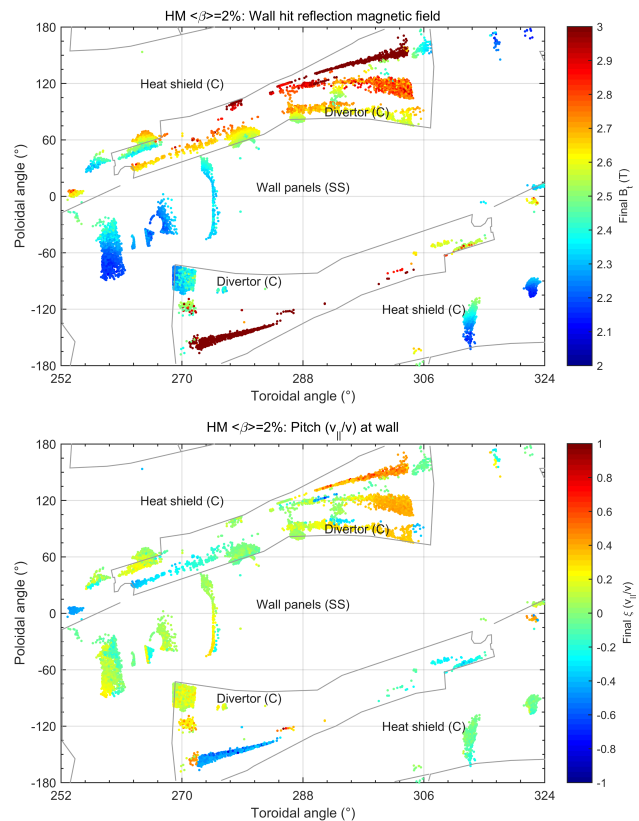 HM <β>=2%: Wall hit reflection magnetic field
180
120
60
0
-60
-120
-180
Poloidal angle (°)
Heat shield (C)
Divertor (C)
Wall panels (SS)
Divertor (C)
Heat shield (C)
252
270
288
306
324
Toroidal angle (°)
3
2.9
2.8
2.7
2.6
2.5
2.4
2.3
2.2
2.1
2
Final B_t (T)
HM <β>=2%: Pitch (v_||/v) at wall
180
120
60
0
-60
-120
-180
Poloidal angle (°)
Heat shield (C)
Divertor (C)
Wall panels (SS)
Divertor (C)
Heat shield (C)
252
270
288
306
324
Toroidal angle (°)
1
0.8
0.6
0.4
0.2
0
-0.2
-0.4
-0.6
-0.8
-1
Final ξ (v_||/v)